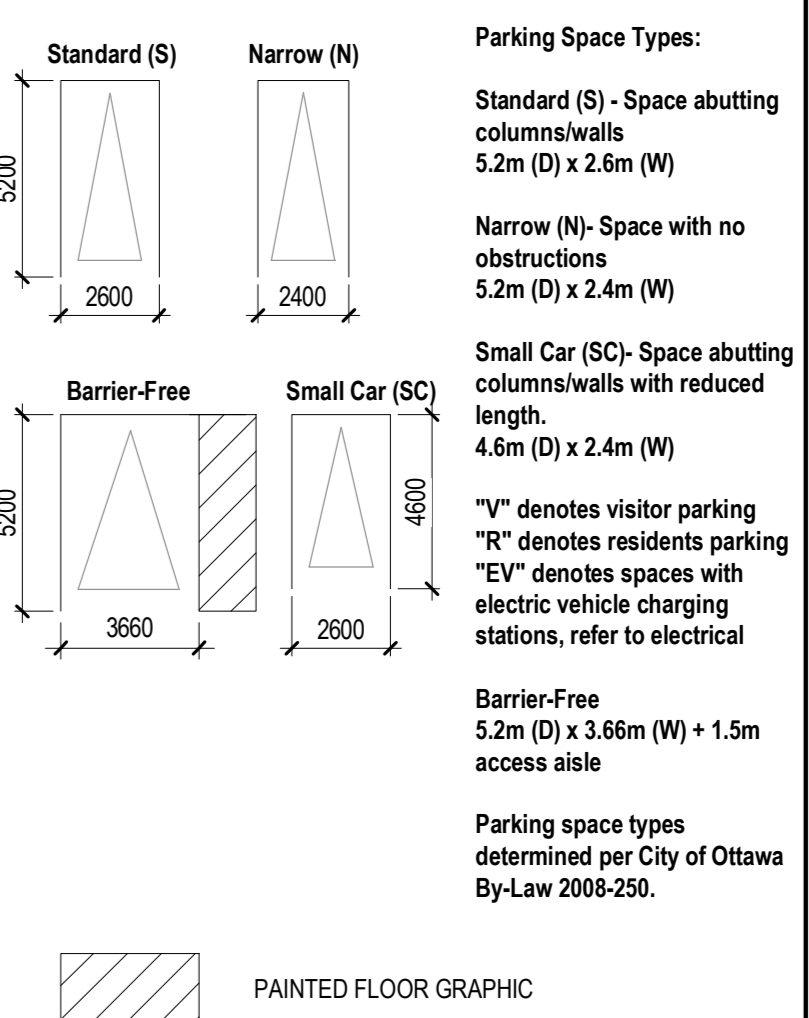 Standard (S)
Narrow (N)
5200
2600
2400
Barrier-Free
Small Car (SC)
5200
4600
3660
2600
Parking Space Types:
Standard (S) - Space abutting
columns/walls
5.2m (D) x 2.6m (W)
Narrow (N)- Space with no
obstructions
5.2m (D) x 2.4m (W)
Small Car (SC)- Space abutting
columns/walls with reduced
length.
4.6m (D) x 2.4m (W)
"V" denotes visitor parking
"R" denotes residents parking
"EV" denotes spaces with
electric vehicle charging
stations, refer to electrical
Barrier-Free
5.2m (D) x 3.66m (W) + 1.5m
access aisle
Parking space types
determined per City of Ottawa
By-Law 2008-250.
PAINTED FLOOR GRAPHIC